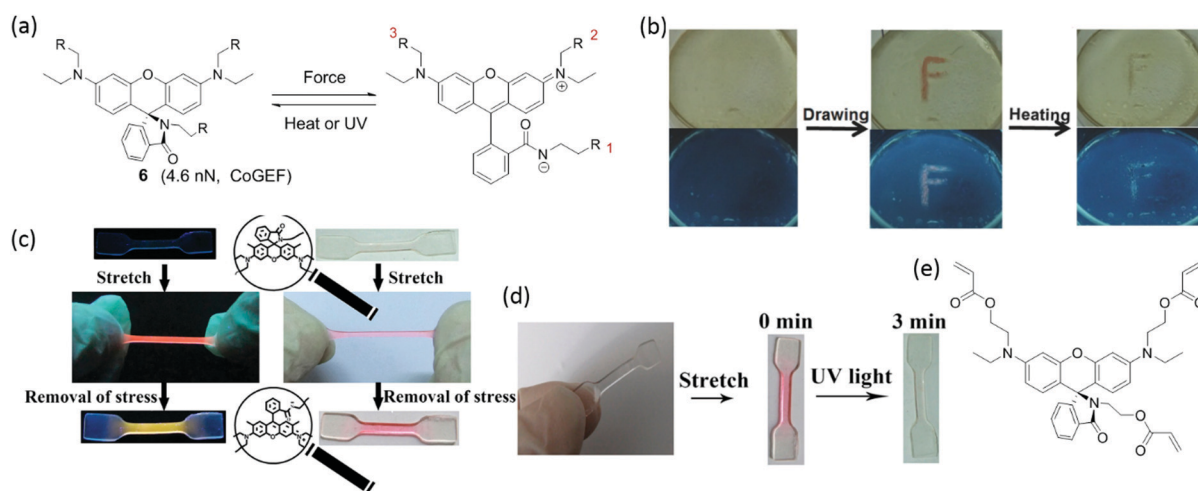 (a)
R
R
N
O
N
N
R
O
6 (4.6 nN, CoGEF)
Force
Heat or UV
3
R
2
R
N
O
N
⊕
O
N
⊖
R
1
(b)
Drawing
Heating
F
F
F
F
(c)
Stretch
Stretch
Removal of stress
Removal of stress
(d)
Stretch
0 min
UV light
3 min
(e)
O
O
O
O
N
O
N
N
O
O
O